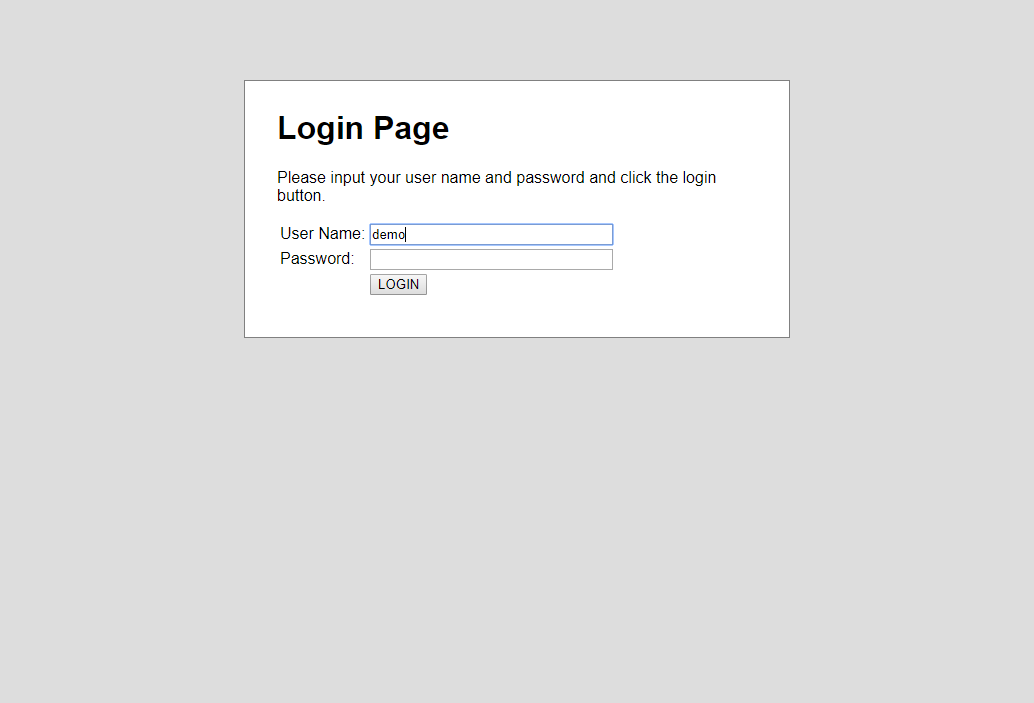 Login Page
Please input your user name and password and click the login
button.
User Name: demo
Password:
LOGIN